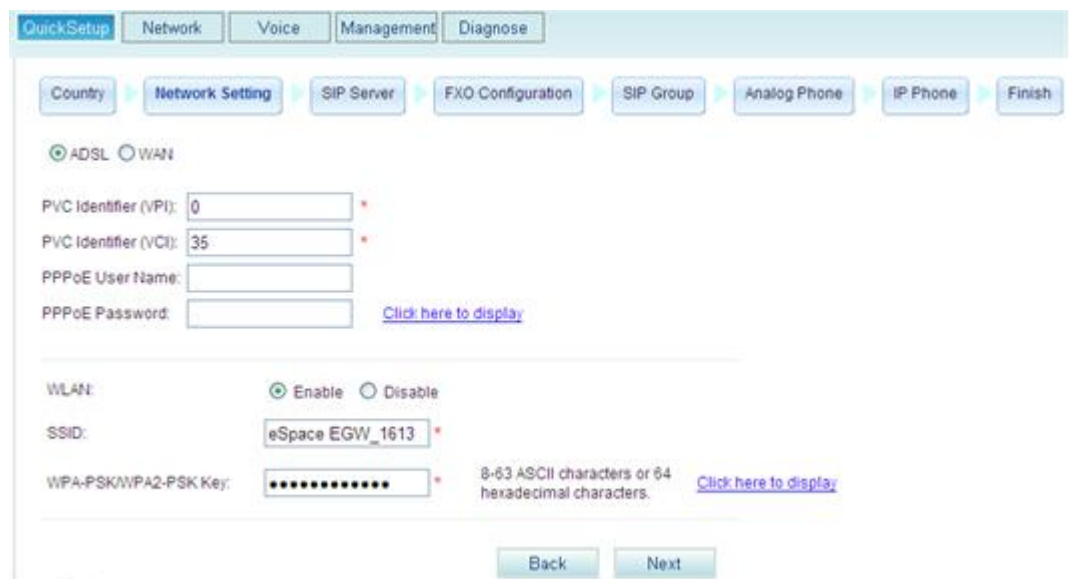 QuickSetup Network Voice Management Diagnose
Country Network Setting SIP Server FXO Configuration SIP Group Analog Phone IP Phone Finish
ADSL WAN
PVC Identifier (VPI): 0 *
PVC Identifier (VCI): 35 *
PPPoE User Name:
PPPoE Password: Click here to display
WLAN: Enable Disable
SSID: eSpace EGW_1613 *
WPA-PSK/WPA2-PSK Key: •••••••••••• * 8-63 ASCII characters or 64
hexadecimal characters. Click here to display
Back Next